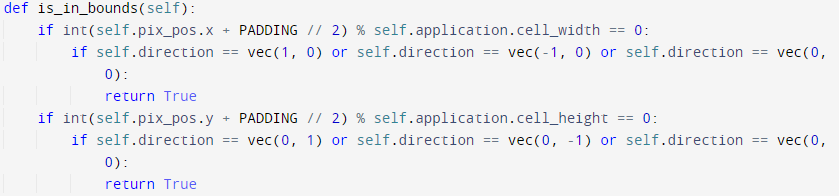 def is_in_bounds(self):
    if int(self.pix_pos.x + PADDING // 2) % self.application.cell_width == 0:
        if self.direction == vec(1, 0) or self.direction == vec(-1, 0) or self.direction == vec(0,
            0):
            return True
    if int(self.pix_pos.y + PADDING // 2) % self.application.cell_height == 0:
        if self.direction == vec(0, 1) or self.direction == vec(0, -1) or self.direction == vec(0,
            0):
            return True